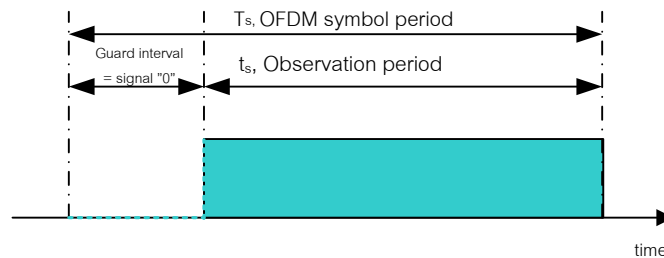 Ts, OFDM symbol period
Guard interval
= signal "0"
ts, Observation period
time